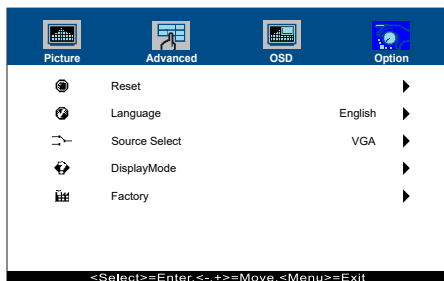 Picture Advanced OSD Option
Reset
Language English
Source Select VGA
DisplayMode
Factory
<Select>=Enter,<-,+>=Move,<Menu>=Exit